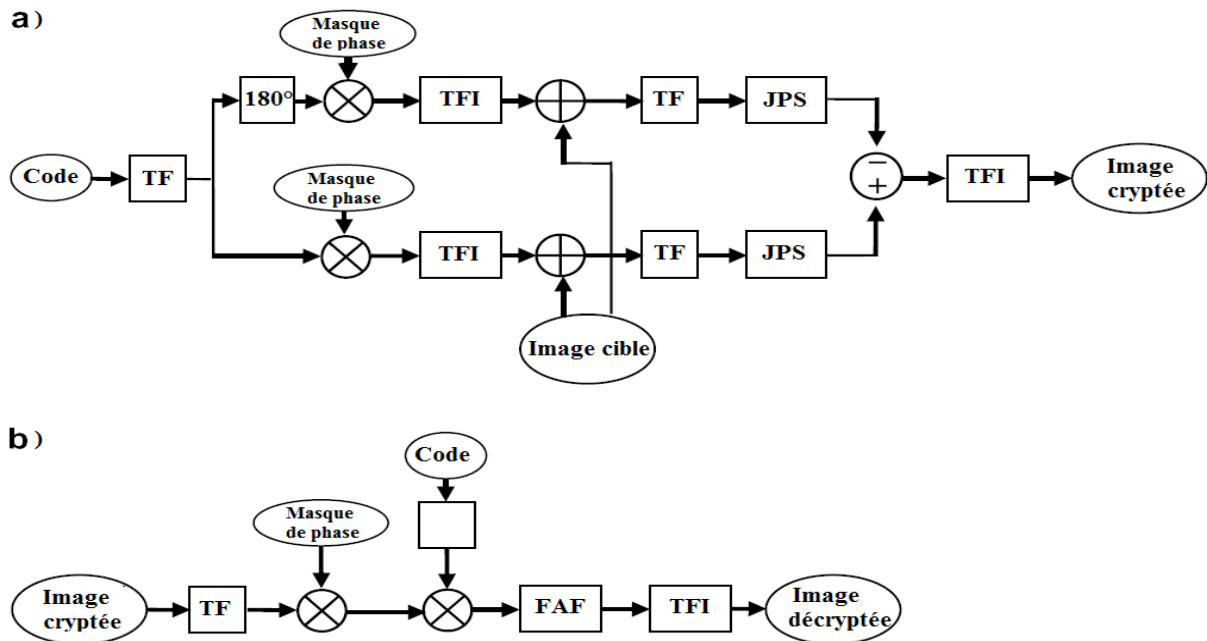 a)
Masque
de phase
180°
TFI
TF
JPS
Code
TF
Masque
de phase
−
+
TFI
Image
cryptée
TFI
TF
JPS
Image cible
b)
Code
Masque
de phase
Image
cryptée
TF
FAF
TFI
Image
décryptée